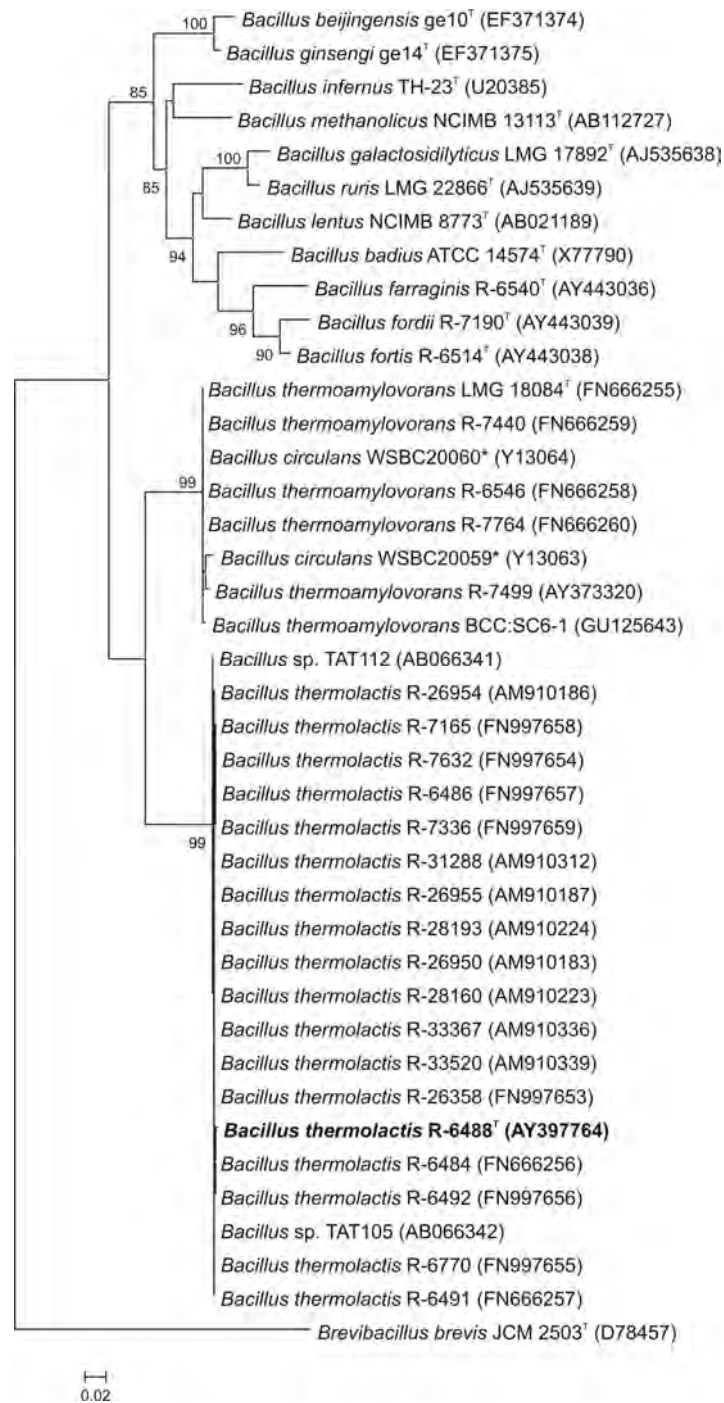 Bacillus beijingensis ge10ᵀ (EF371374)
100
Bacillus ginsengi ge14ᵀ (EF371375)
Bacillus infernus TH-23ᵀ (U20385)
85
Bacillus methanolicus NCIMB 13113ᵀ (AB112727)
Bacillus galactosidilyticus LMG 17892ᵀ (AJ535638)
100
85
Bacillus ruris LMG 22866ᵀ (AJ535639)
Bacillus lentus NCIMB 8773ᵀ (AB021189)
94
Bacillus badius ATCC 14574ᵀ (X77790)
Bacillus farraginis R-6540ᵀ (AY443036)
Bacillus fordii R-7190ᵀ (AY443039)
96
90
Bacillus fortis R-6514ᵀ (AY443038)
Bacillus thermoamylovorans LMG 18084ᵀ (FN666255)
Bacillus thermoamylovorans R-7440 (FN666259)
Bacillus circulans WSBC20060* (Y13064)
99
Bacillus thermoamylovorans R-6546 (FN666258)
Bacillus thermoamylovorans R-7764 (FN666260)
Bacillus circulans WSBC20059* (Y13063)
Bacillus thermoamylovorans R-7499 (AY373320)
Bacillus thermoamylovorans BCC:SC6-1 (GU125643)
Bacillus sp. TAT112 (AB066341)
Bacillus thermolactis R-26954 (AM910186)
Bacillus thermolactis R-7165 (FN997658)
Bacillus thermolactis R-7632 (FN997654)
Bacillus thermolactis R-6486 (FN997657)
Bacillus thermolactis R-7336 (FN997659)
99
Bacillus thermolactis R-31288 (AM910312)
Bacillus thermolactis R-26955 (AM910187)
Bacillus thermolactis R-28193 (AM910224)
Bacillus thermolactis R-26950 (AM910183)
Bacillus thermolactis R-28160 (AM910223)
Bacillus thermolactis R-33367 (AM910336)
Bacillus thermolactis R-33520 (AM910339)
Bacillus thermolactis R-26358 (FN997653)
Bacillus thermolactis R-6488ᵀ (AY397764)
Bacillus thermolactis R-6484 (FN666256)
Bacillus thermolactis R-6492 (FN997656)
Bacillus sp. TAT105 (AB066342)
Bacillus thermolactis R-6770 (FN997655)
Bacillus thermolactis R-6491 (FN666257)
Brevibacillus brevis JCM 2503ᵀ (D78457)
0.02